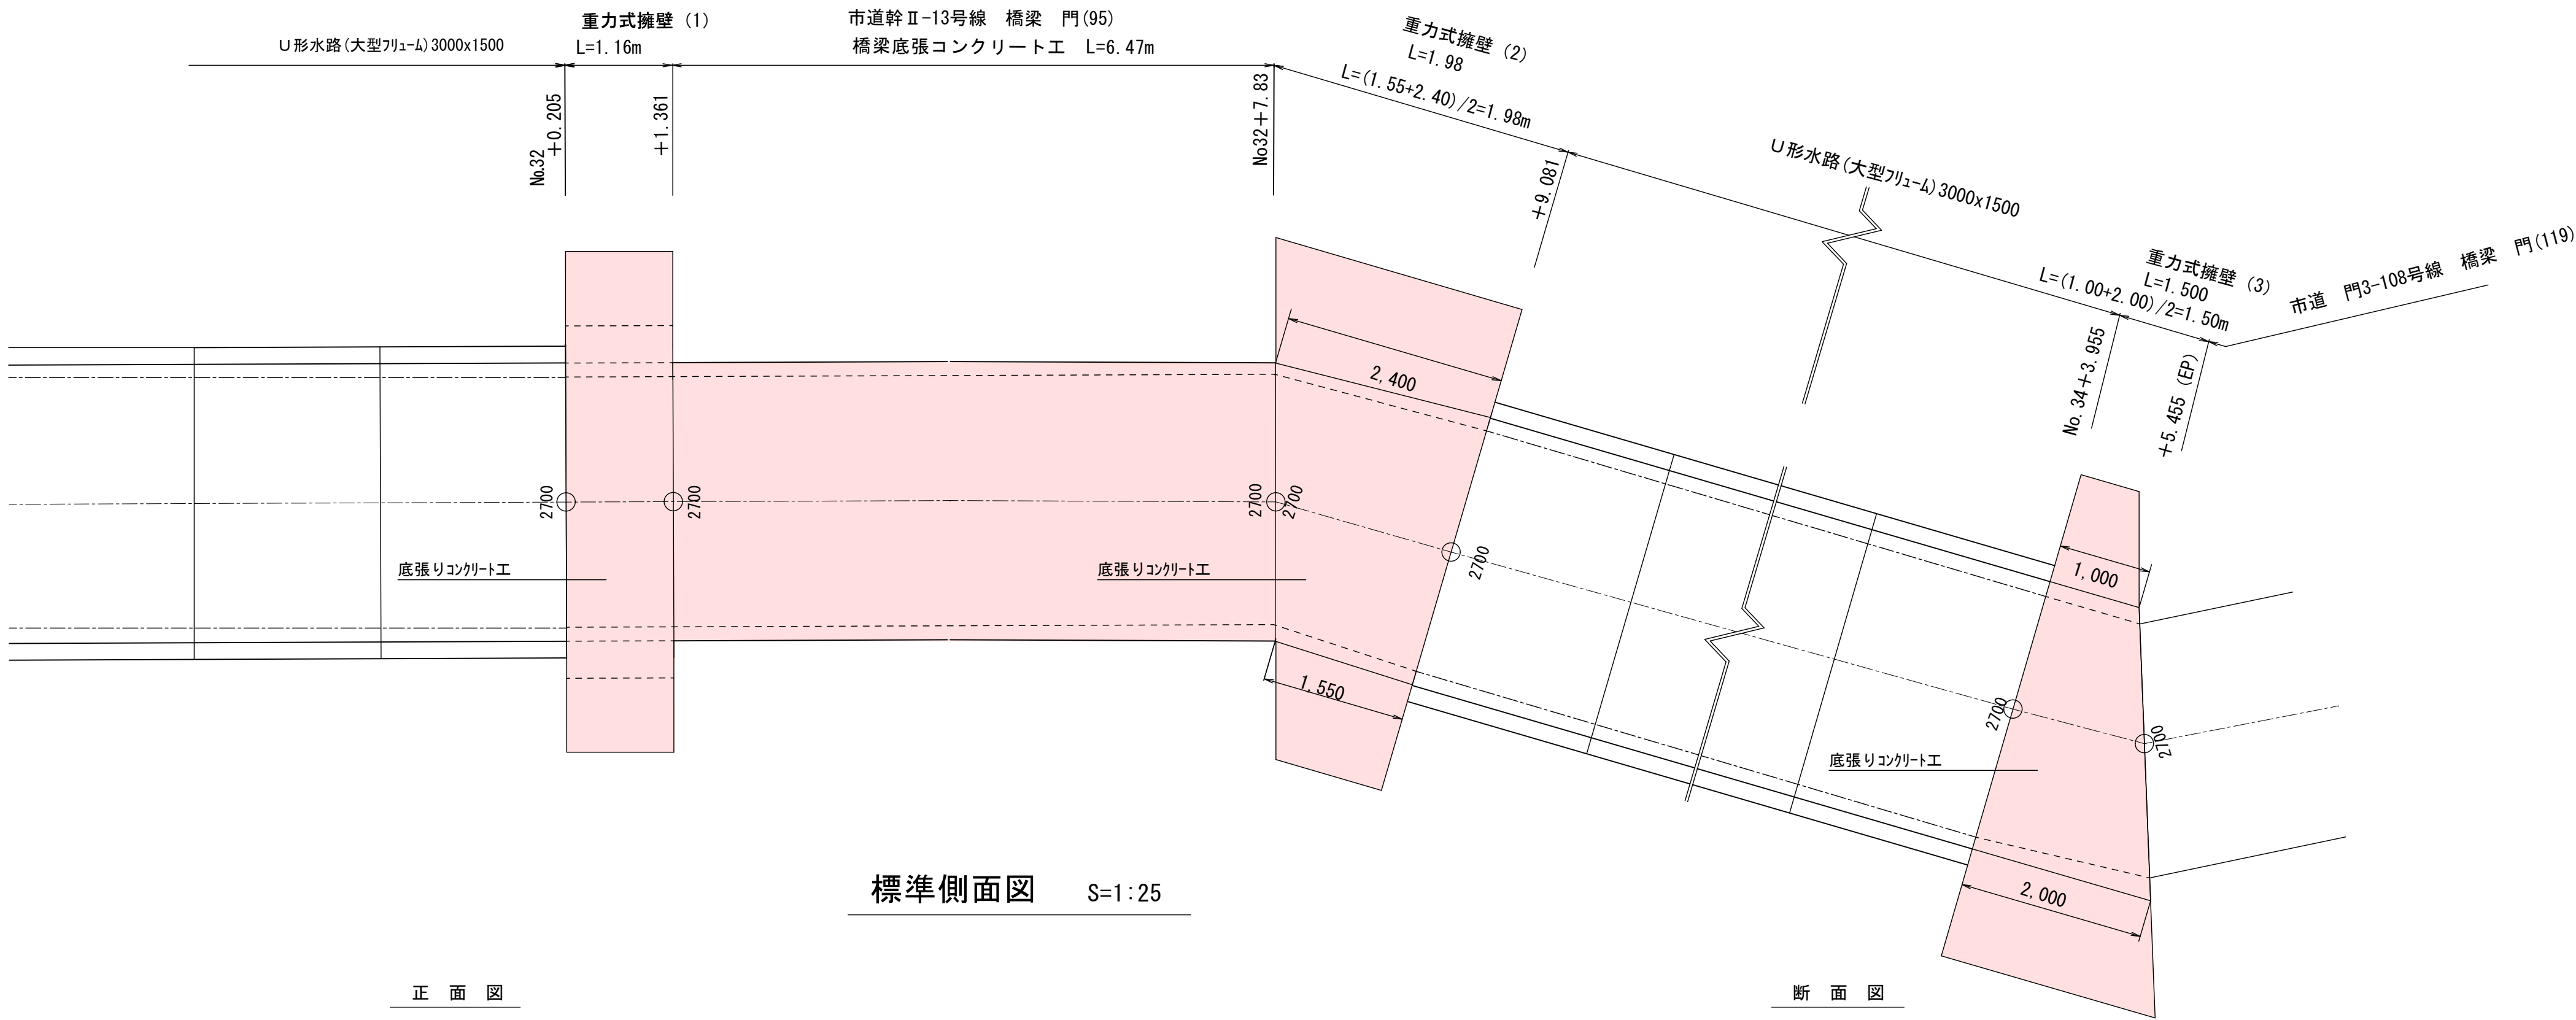 重力式擁壁 (1)
L=1.16m
市道幹Ⅱ-13号線 橋梁 門(95)
橋梁底張コンクリート工 L=6.47m
U形水路(大型ﾌﾘｭｰﾑ)3000x1500
重力式擁壁 (2)
L=1.98
L=(1.55+2.40)/2=1.98m
No.32
+0.205
+1.361
No32+7.83
+9.081
U形水路(大型ﾌﾘｭｰﾑ)3000x1500
重力式擁壁 (3)
L=1.500
L=(1.00+2.00)/2=1.50m
市道 門3-108号線 橋梁 門(119)
No.34+3.955
+5.455 (EP)
2,400
2700
2700
2700
2700
2700
底張りｺﾝｸﾘｰﾄ工
底張りｺﾝｸﾘｰﾄ工
1,000
1,550
2700
2700
底張りｺﾝｸﾘｰﾄ工
2,000
標準側面図 S=1:25
正 面 図
断 面 図